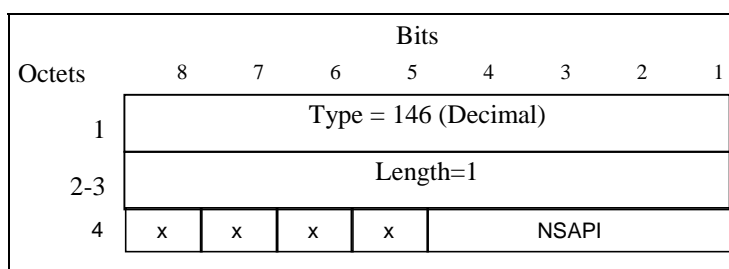 Bits
Octets 8 7 6 5 4 3 2 1
1 Type = 146 (Decimal)
2-3 Length=1
4 x x x x NSAPI